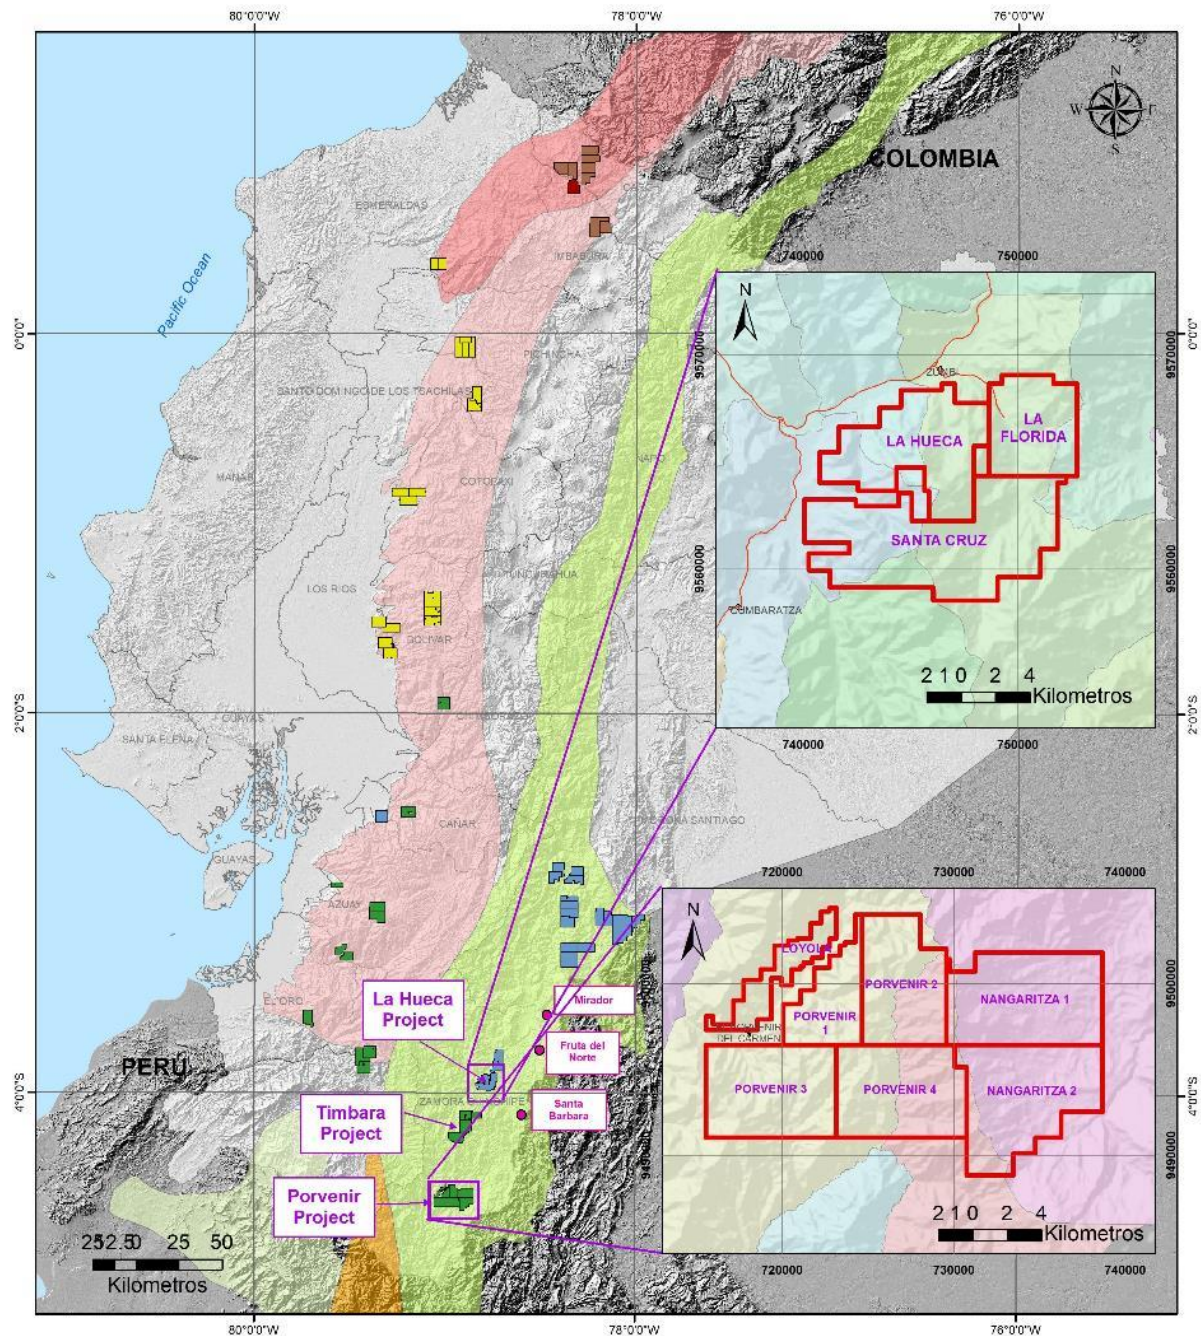 80°0'0"W
78°0'0"W
76°0'0"W
N
W
S
COLOMBIA
ESMERALDAS
Pacific Ocean
IMBABURA
0°0'0"
0°0'0"
PICHINCHA
SANTO DOMINGO DE LOS TSACHILAS
NAPO
MANABI
COTOPAXI
LOS RIOS
BOLIVAR
2°0'0"S
2°0'0"S
GUAYAS
SANTA ELENA
CAÑAR
MORONA SANTIAGO
GUAYAS
AZUAY
EL ORO
PERÚ
4°0'0"S
4°0'0"S
La Hueca
Project
Mirador
Fruta del
Norte
Santa
Barbara
Timbara
Project
Porvenir
Project
25 50
Kilometros
80°0'0"W
78°0'0"W
76°0'0"W
740000
750000
N
9570000
9570000
LA HUECA
LA
FLORIDA
SANTA CRUZ
9560000
9560000
CUMBARATZA
2 1 0 2 4
Kilometros
740000
750000
720000
730000
740000
N
LOYOLA
PORVENIR 2
9500000
9500000
NANGARITZA 1
PORVENIR
1
DEL CARMEN
PORVENIR 3
PORVENIR 4
NANGARITZA 2
9490000
9490000
2 1 0 2 4
Kilometros
720000
730000
740000